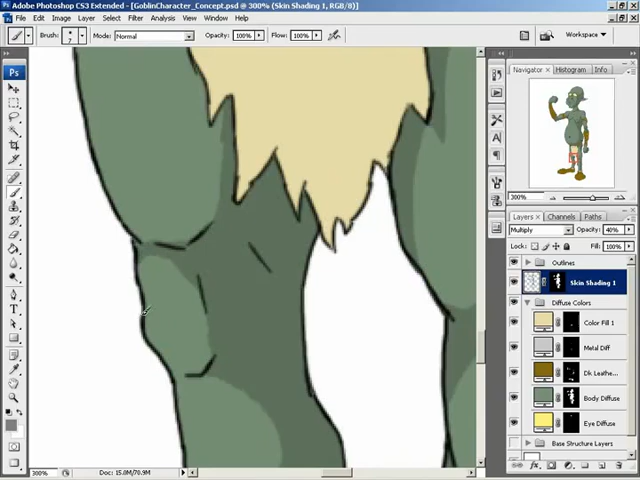 Adobe Photoshop CS3 Extended - [GoblinCharacter_Concept.psd @ 300% (Skin Shading 1, RGB/8)]
File Edit Image Layer Select Filter View Window Help
Brush: 7 Mode: Normal Opacity: 100% Flow: 100% Workspace
Ps
Navigator Histogram Info
300%
Layers Channels Paths
Multiply Opacity: 40%
Lock: Fill: 100%
Outlines
Skin Shading 1
Diffuse Colors
Color Fill 1
Metal Diff
Dk Leathe...
Body Diffuse
Eye Diffuse
Base Structure Layers
300% Doc: 15.0M/70.9M